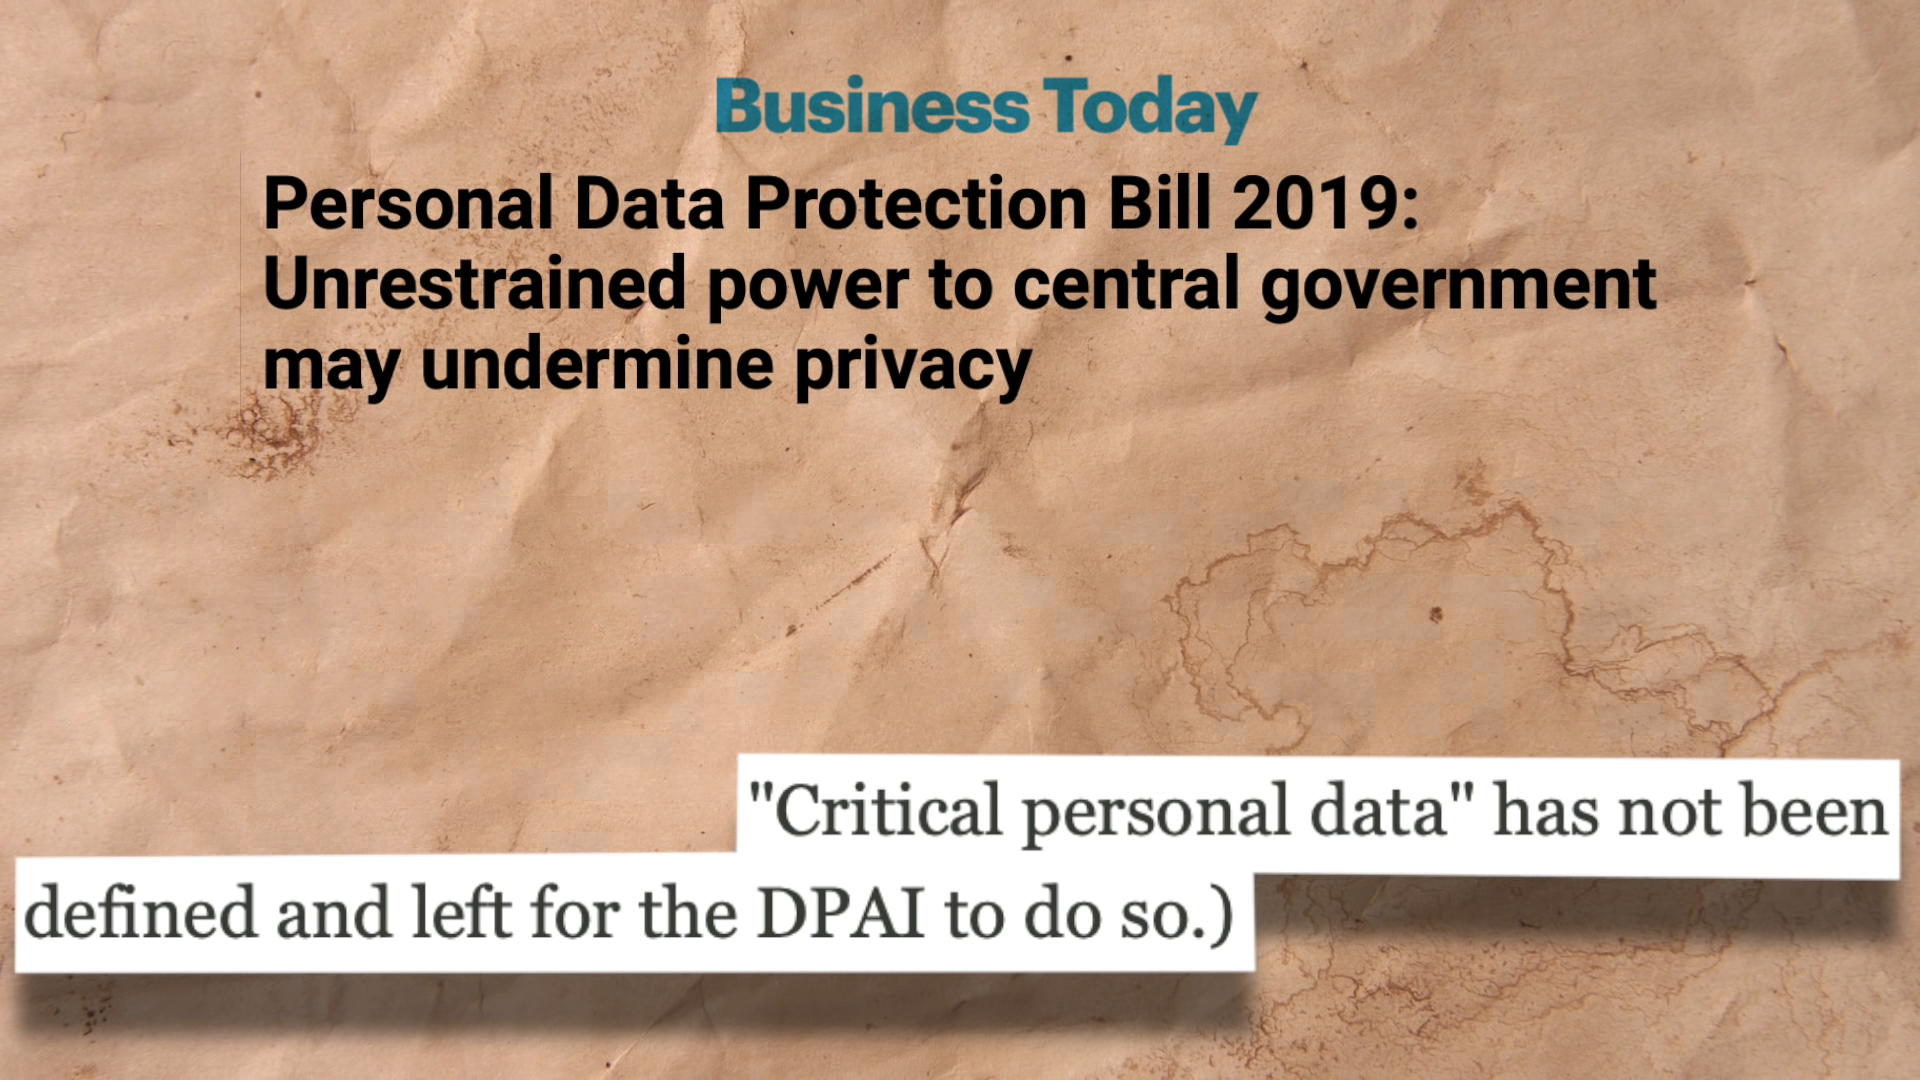 Business Today
Personal Data Protection Bill 2019:
Unrestrained power to central government
may undermine privacy
"Critical personal data" has not been
defined and left for the DPAI to do so.)